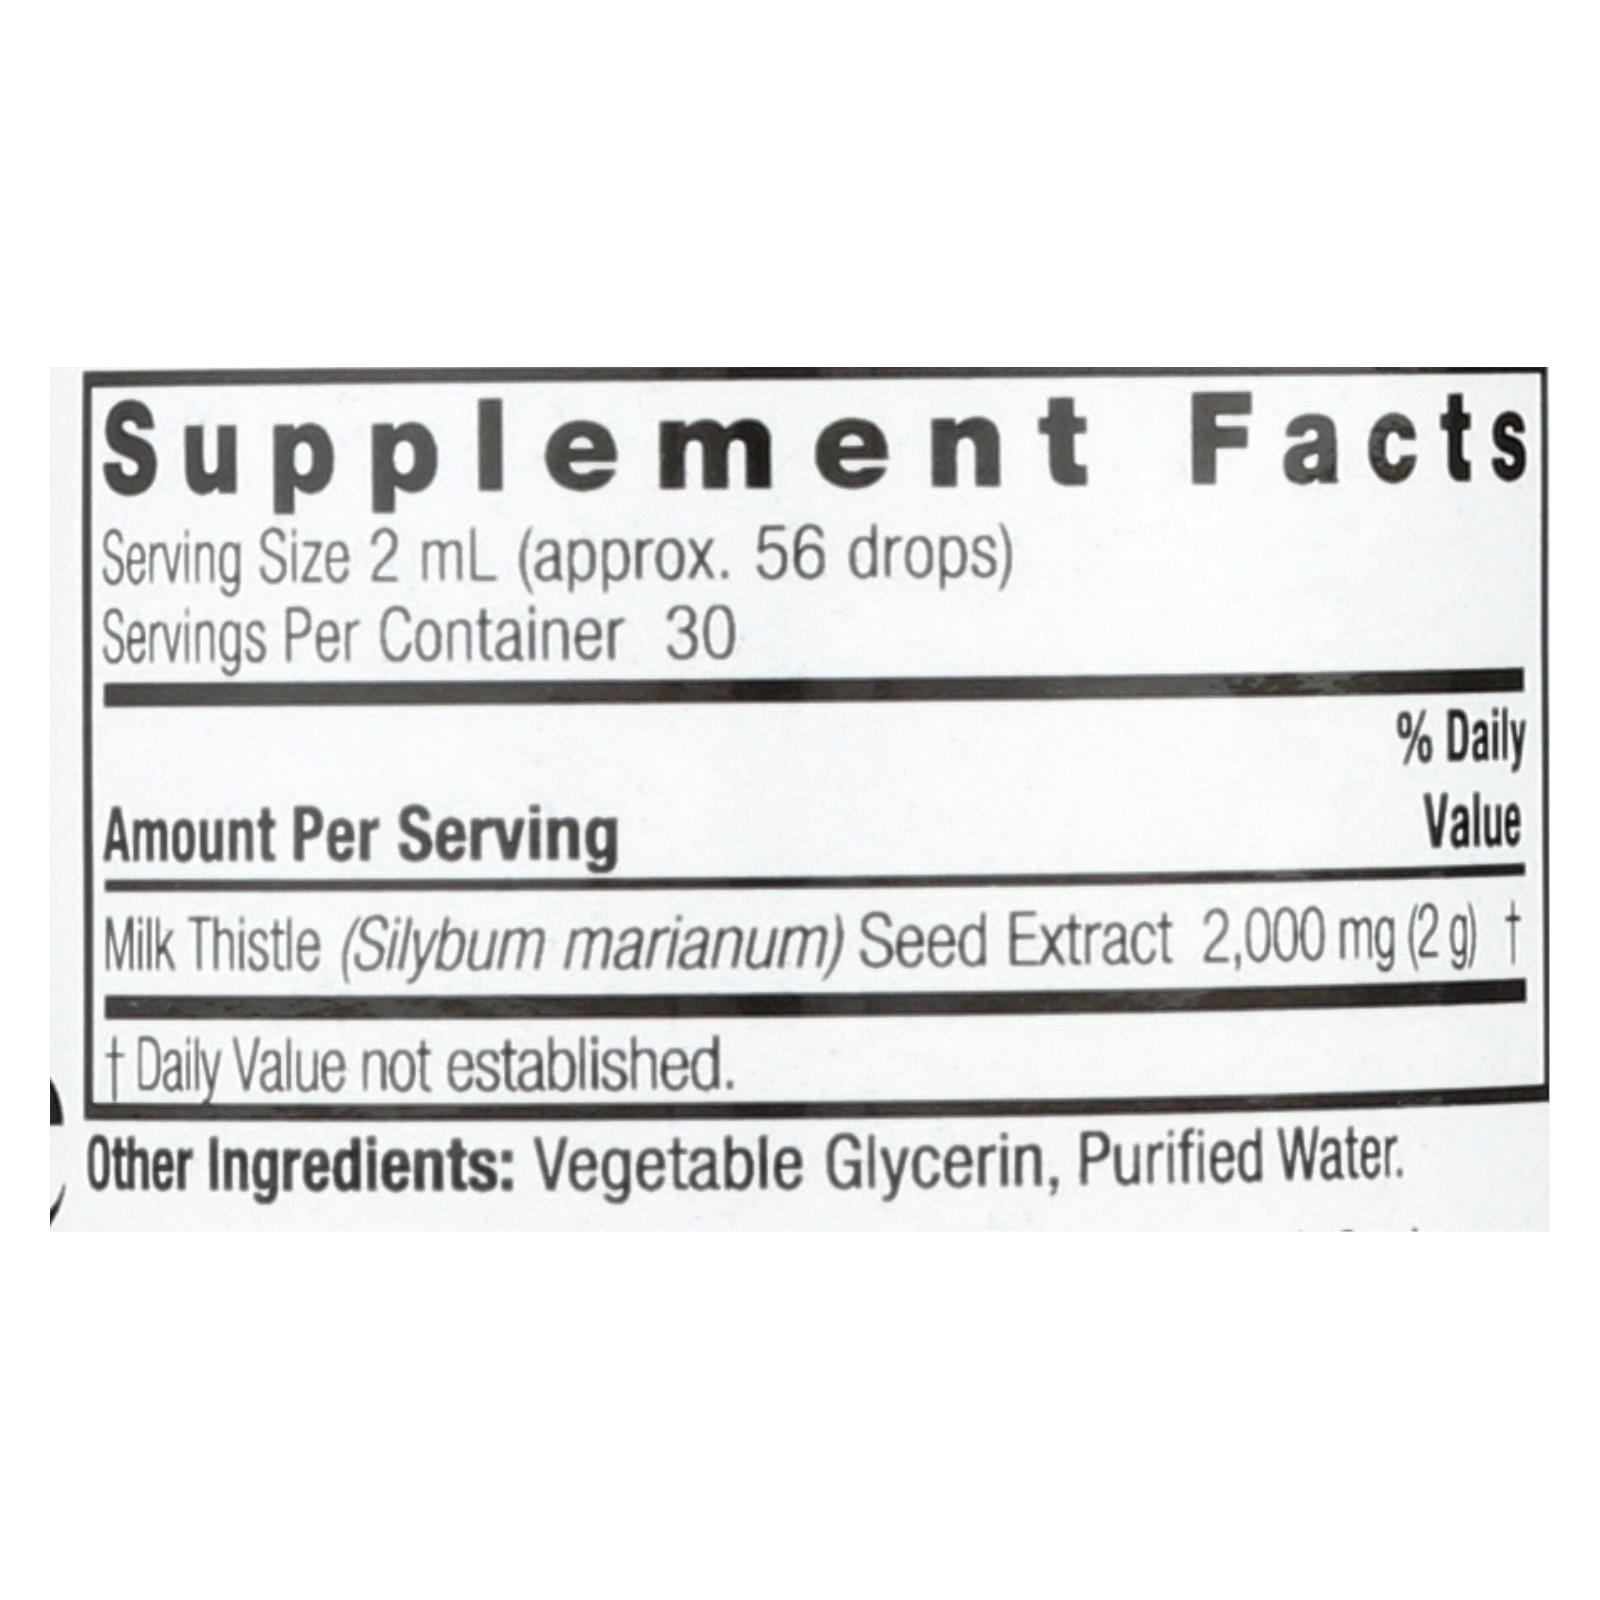 Supplement Facts
Serving Size 2 mL (approx. 56 drops)
Servings Per Container 30
% Daily
Value
Amount Per Serving
Milk Thistle (Silybum marianum) Seed Extract 2,000 mg (2 g) †
† Daily Value not established.
Other Ingredients: Vegetable Glycerin, Purified Water.